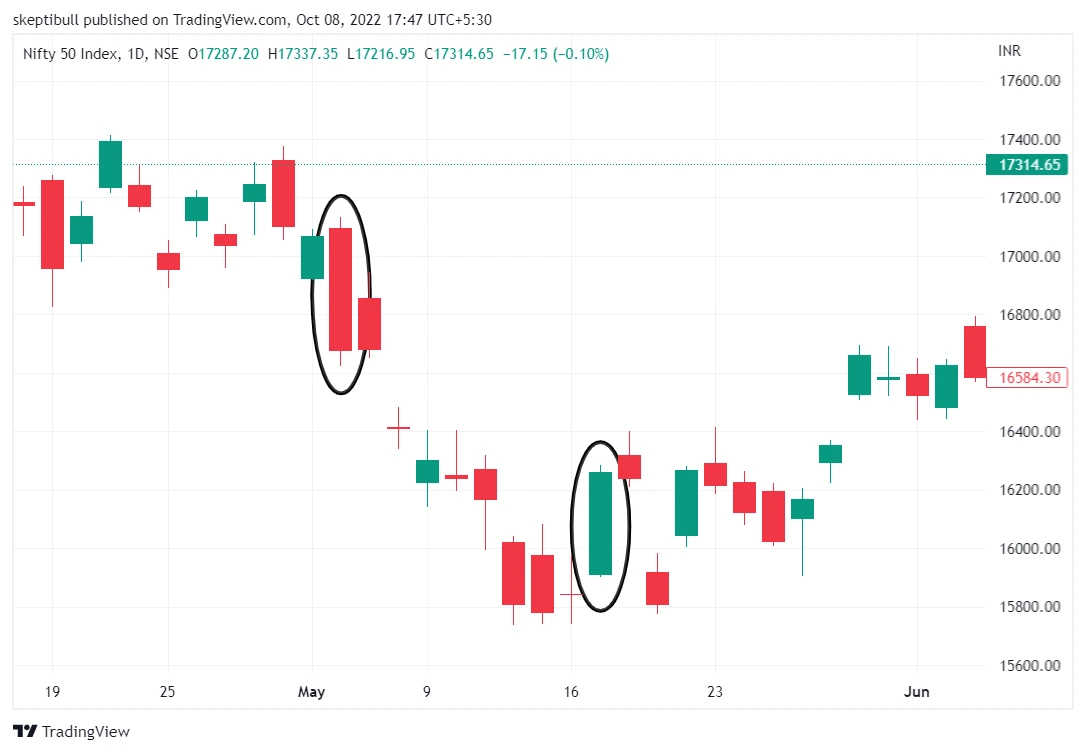 skeptibull published on TradingView.com, Oct 08, 2022 17:47 UTC+5:30
Nifty 50 Index, 1D, NSE O17287.20 H17337.35 L17216.95 C17314.65 −17.15 (−0.10%)
INR
17600.00
17400.00
17314.65
17200.00
17000.00
16800.00
16584.30
16400.00
16200.00
16000.00
15800.00
15600.00
19 25 May 9 16 23 Jun
TradingView